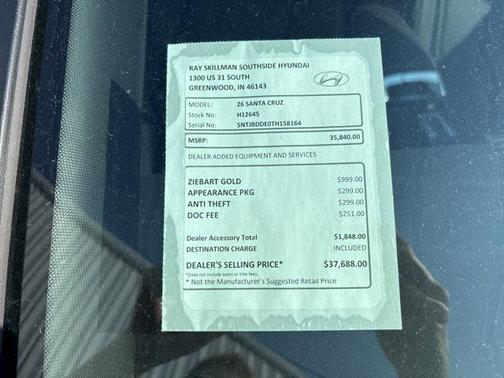 RAY SKILLMAN SOUTHSIDE HYUNDAI
1300 US 31 SOUTH
GREENWOOD, IN 46143
MODEL: 26 SANTA CRUZ
Stock No: H12645
Serial No: 5NTJBDDE0TH158164
MSRP: 35,840.00
DEALER ADDED EQUIPMENT AND SERVICES
ZIEBART GOLD $999.00
APPEARANCE PKG $299.00
ANTI THEFT $299.00
DOC FEE $251.00
Dealer Accessory Total $1,848.00
DESTINATION CHARGE INCLUDED
DEALER'S SELLING PRICE* $37,688.00
*Does not include taxes or title fees.
* Not the Manufacturer's Suggested Retail Price